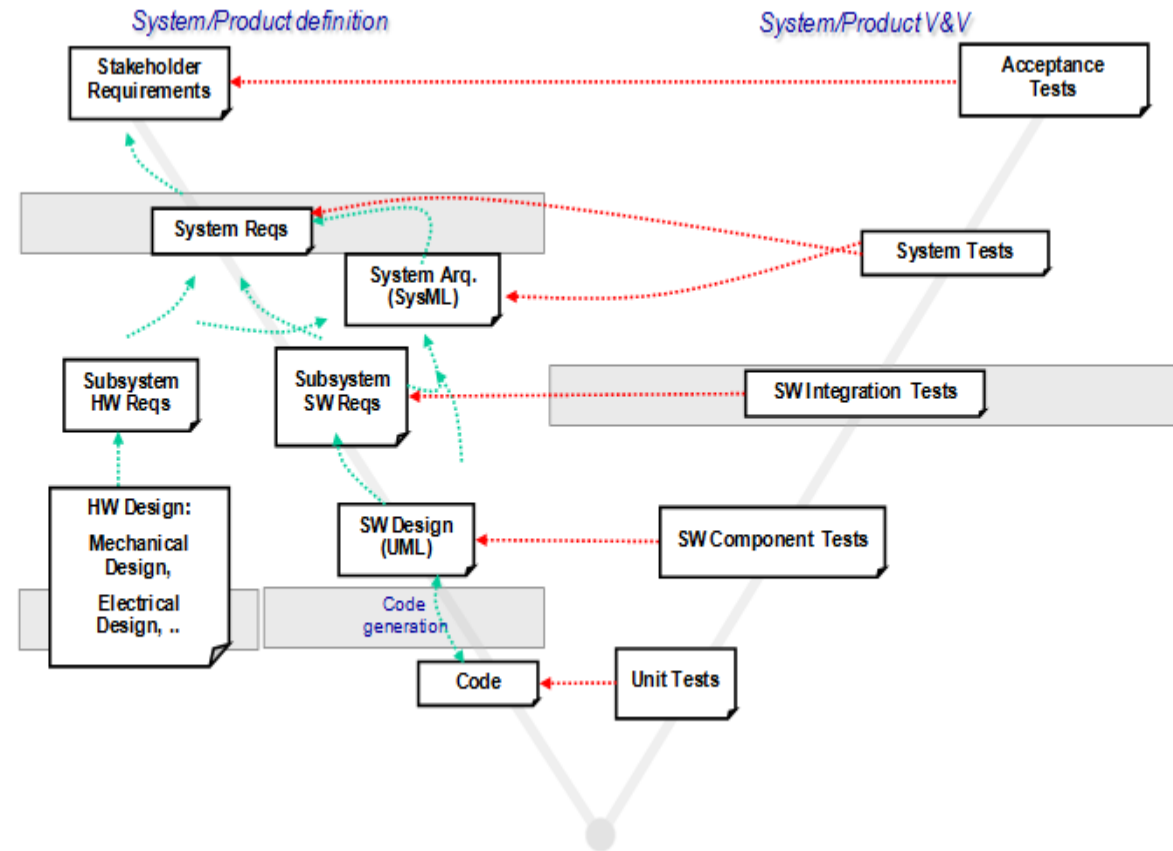 System/Product definition
System/Product V&V
Stakeholder
Requirements
Acceptance
Tests
System Reqs
System Tests
System Arq.
(SysML)
Subsystem
HW Reqs
Subsystem
SW Reqs
SW Integration Tests
HW Design:
Mechanical
Design,
Electrical
Design, ..
SW Design
(UML)
SW Component Tests
Code
generation
Code
Unit Tests